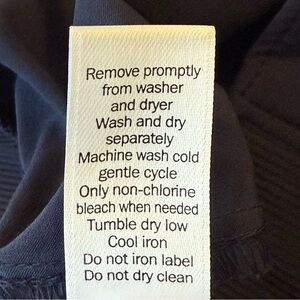 Remove promptly
from washer
and dryer
Wash and dry
separately
Machine wash cold
gentle cycle
Only non-chlorine
bleach when needed
Tumble dry low
Cool iron
Do not iron label
Do not dry clean